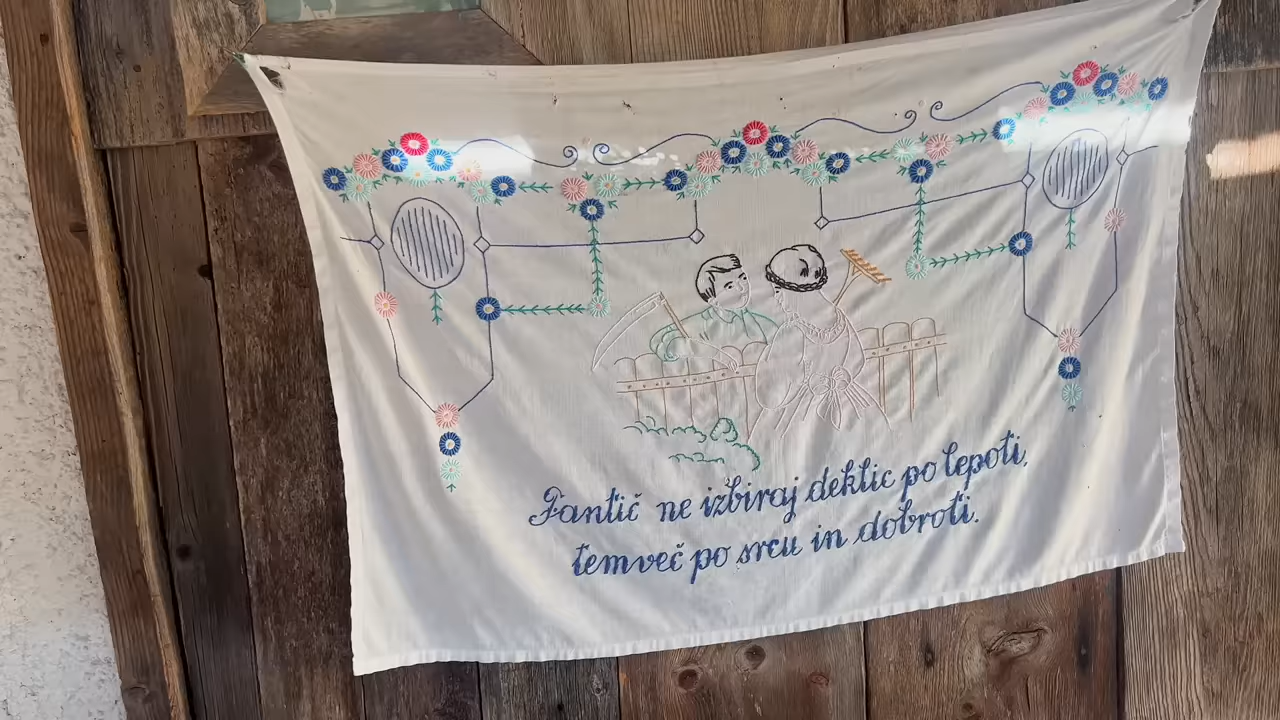 Fantič ne izbiraj deklic po lepoti,
temveč po srcu in dobroti.